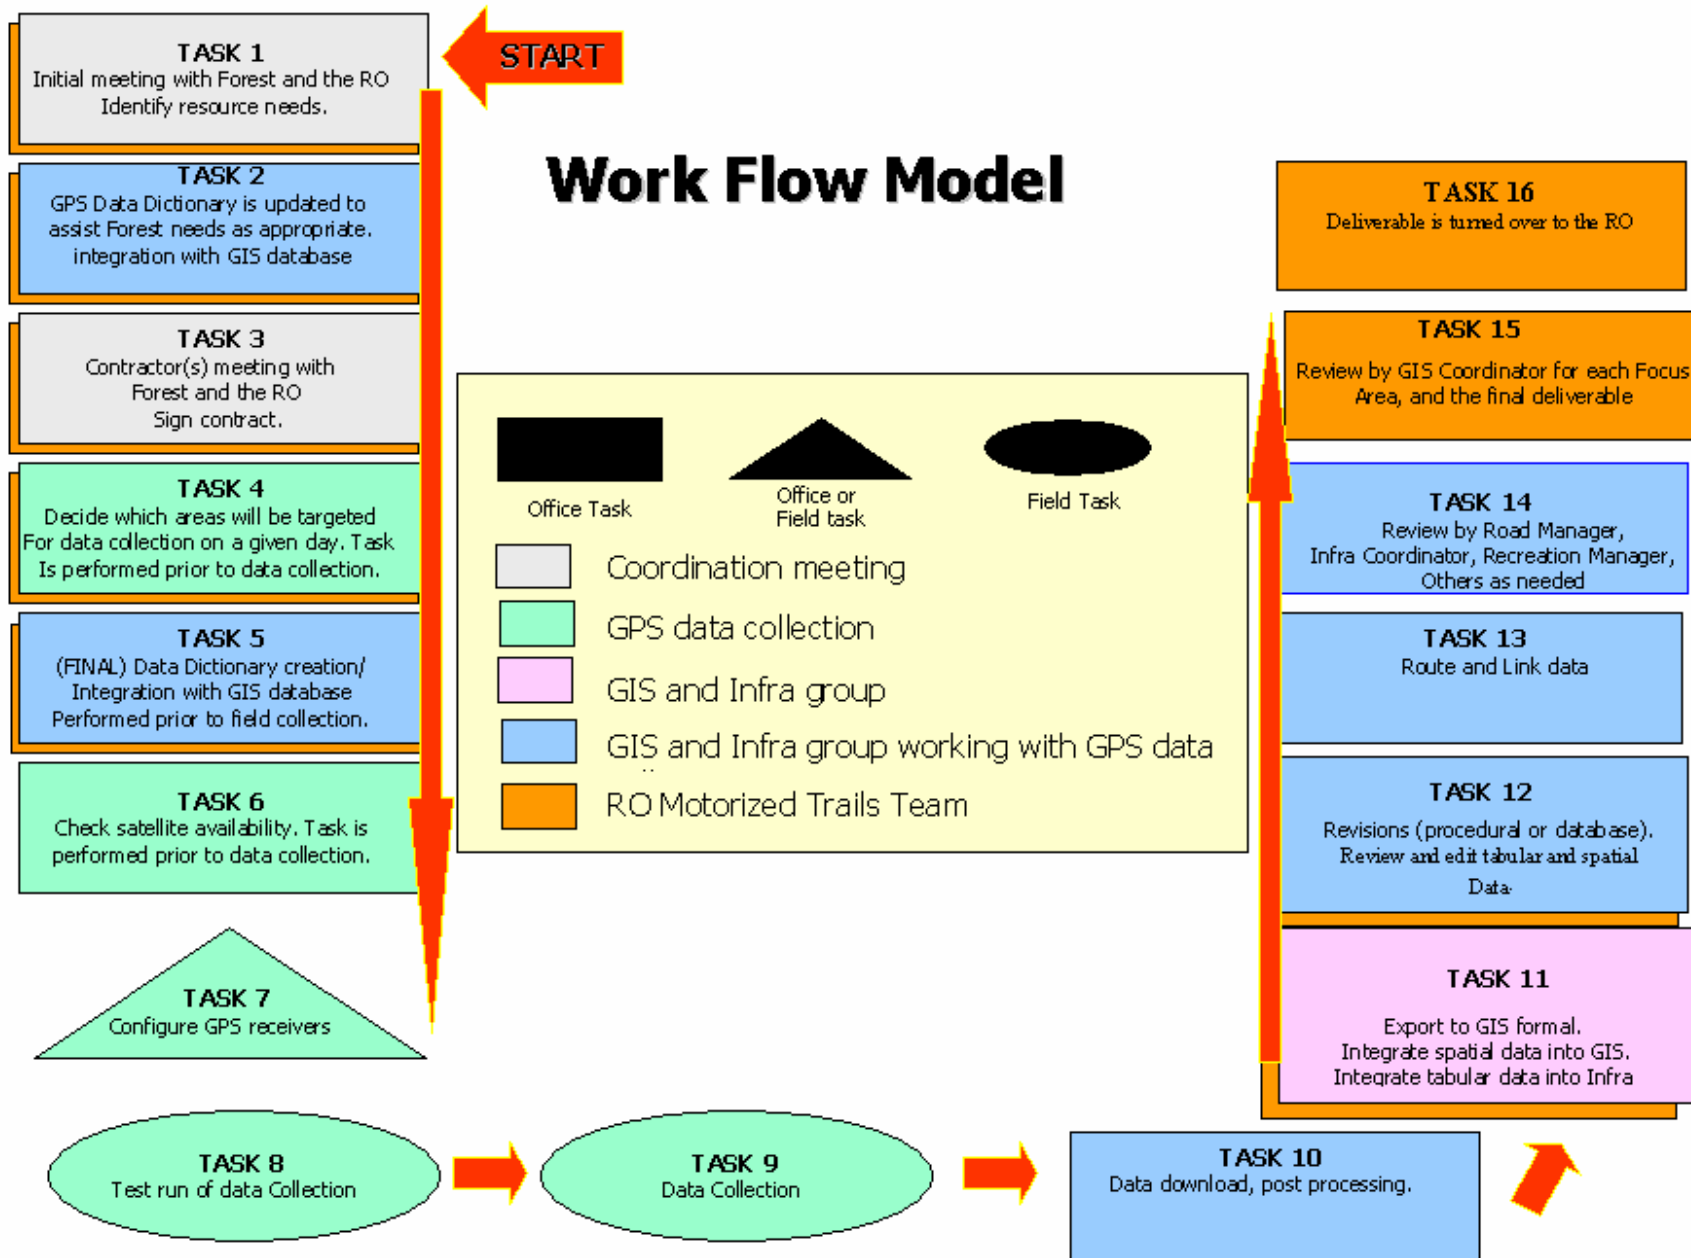 START
TASK 1
Initial meeting with Forest and the RO
Identify resource needs.
TASK 2
GPS Data Dictionary is updated to
assist Forest needs as appropriate.
integration with GIS database
TASK 3
Contractor(s) meeting with
Forest and the RO
Sign contract.
TASK 4
Decide which areas will be targeted
For data collection on a given day. Task
Is performed prior to data collection.
TASK 5
(FINAL) Data Dictionary creation/
Integration with GIS database
Performed prior to field collection.
TASK 6
Check satellite availability. Task is
performed prior to data collection.
TASK 7
Configure GPS receivers
TASK 8
Test run of data Collection
TASK 9
Data Collection
TASK 10
Data download, post processing.
Work Flow Model
Office Task
Office or
Field task
Field Task
Coordination meeting
GPS data collection
GIS and Infra group
GIS and Infra group working with GPS data
RO Motorized Trails Team
TASK 16
Deliverable is turned over to the RO
TASK 15
Review by GIS Coordinator for each Focus
Area, and the final deliverable
TASK 14
Review by Road Manager,
Infra Coordinator, Recreation Manager,
Others as needed
TASK 13
Route and Link data
TASK 12
Revisions (procedural or database).
Review and edit tabular and spatial
Data.
TASK 11
Export to GIS formal.
Integrate spatial data into GIS.
Integrate tabular data into Infra